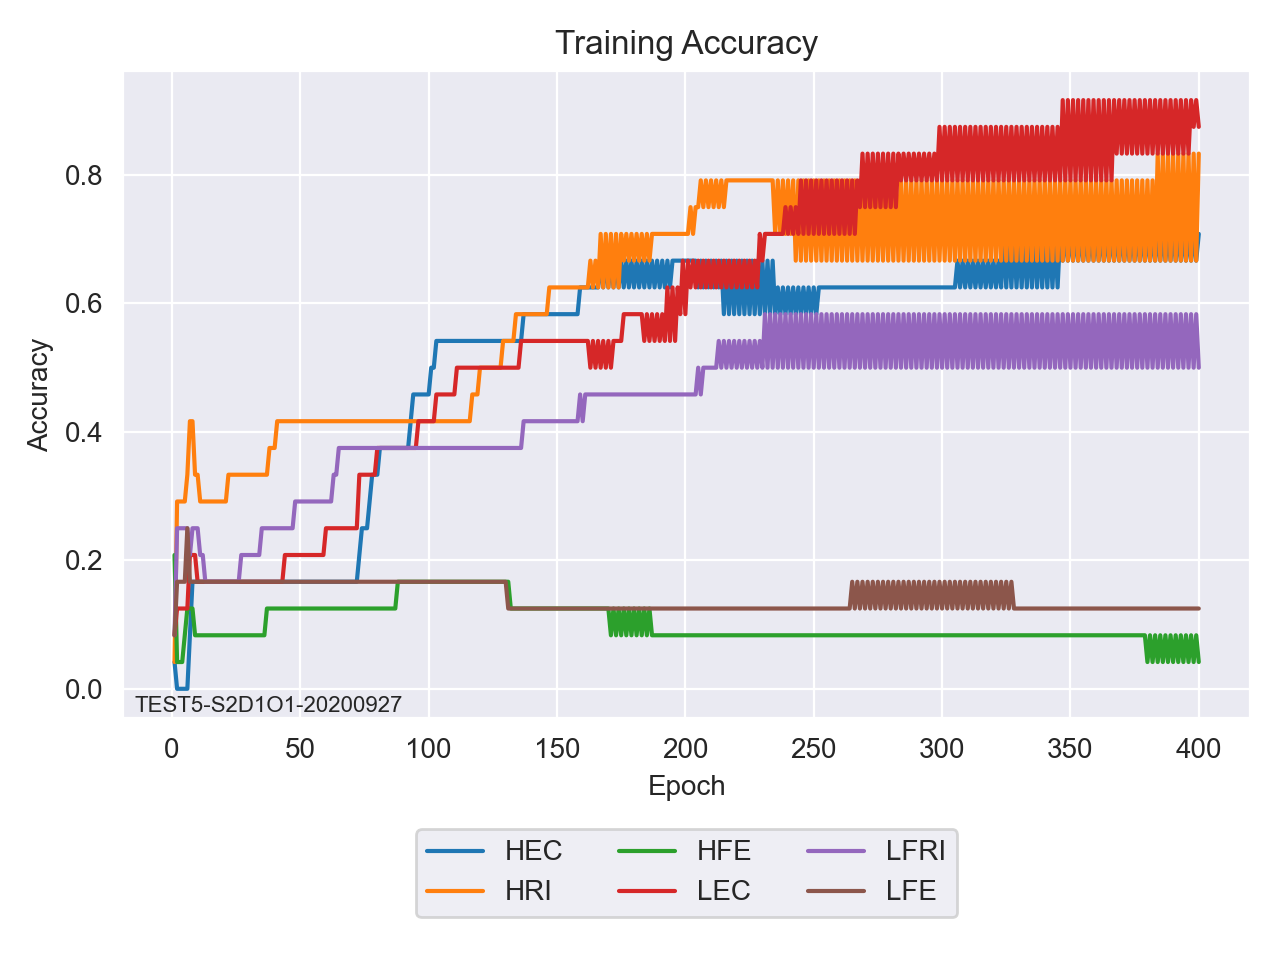 Training Accuracy
Accuracy
0.8
0.6
0.4
0.2
0.0
TEST5-S2D1O1-20200927
0 50 100 150 200 250 300 350 400
Epoch
HEC HFE LFRI
HRI LEC LFE